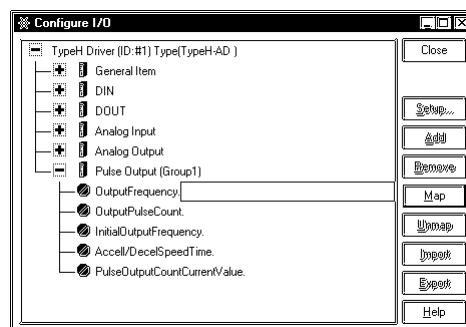 Configure I/O
TypeH Driver (ID:#1) Type(TypeH-AD )
General Item
DIN
DOUT
Analog Input
Analog Output
Pulse Output (Group1)
OutputFrequency.
OutputPulseCount.
InitialOutputFrequency.
Accell/DecelSpeedTime.
PulseOutputCountCurrentValue.
Close
Setup...
Add
Remove
Map
Unmap
Import
Export
Help